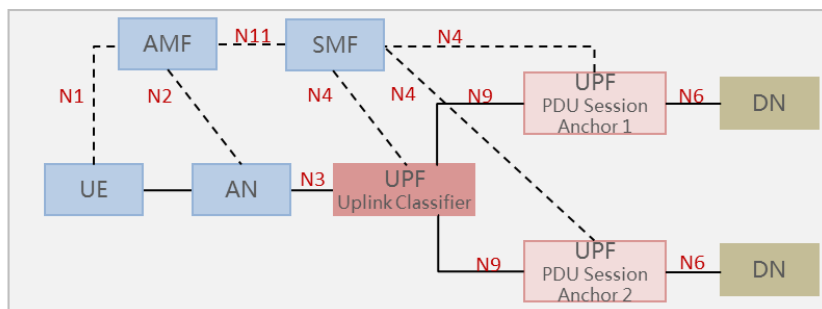 AMF
N11
SMF
N4
N1
N2
N4
N4
N9
UPF
PDU Session
Anchor 1
N6
DN
UE
AN
N3
UPF
Uplink Classifier
N9
UPF
PDU Session
Anchor 2
N6
DN